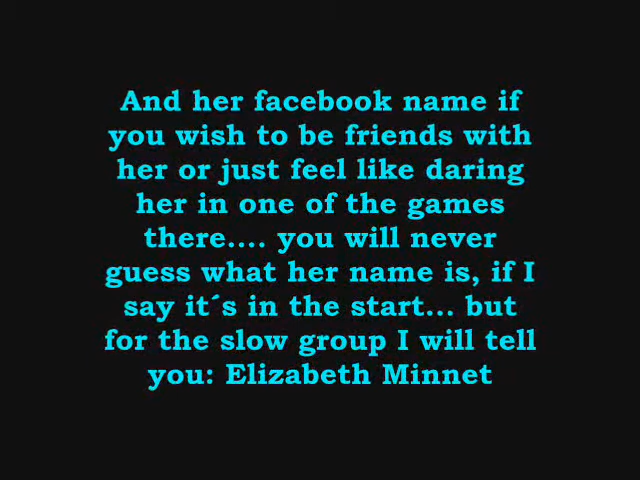 And her facebook name if
you wish to be friends with
her or just feel like daring
her in one of the games
there.... you will never
guess what her name is, if I
say it´s in the start... but
for the slow group I will tell
you: Elizabeth Minnet